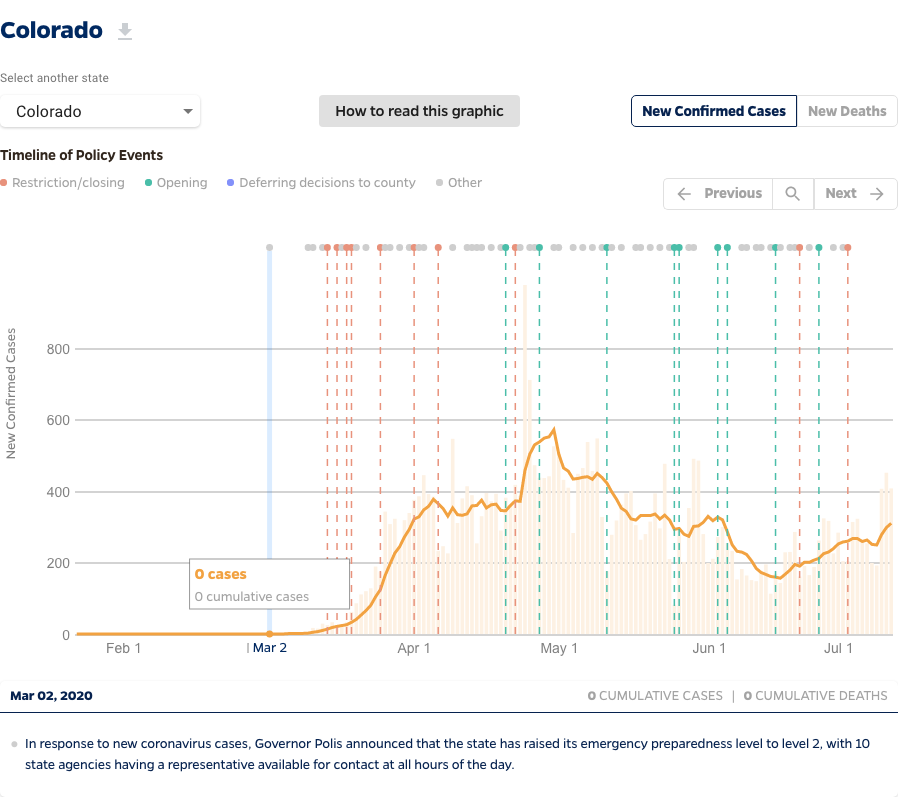 Colorado
Select another state
Colorado
How to read this graphic
New Confirmed Cases
New Deaths
Timeline of Policy Events
Restriction/closing
Opening
Deferring decisions to county
Other
Previous
Next
New Confirmed Cases
800
600
400
200
0
0 cases
0 cumulative cases
Feb 1
Mar 2
Apr 1
May 1
Jun 1
Jul 1
Mar 02, 2020
0 CUMULATIVE CASES | 0 CUMULATIVE DEATHS
In response to new coronavirus cases, Governor Polis announced that the state has raised its emergency preparedness level to level 2, with 10
state agencies having a representative available for contact at all hours of the day.